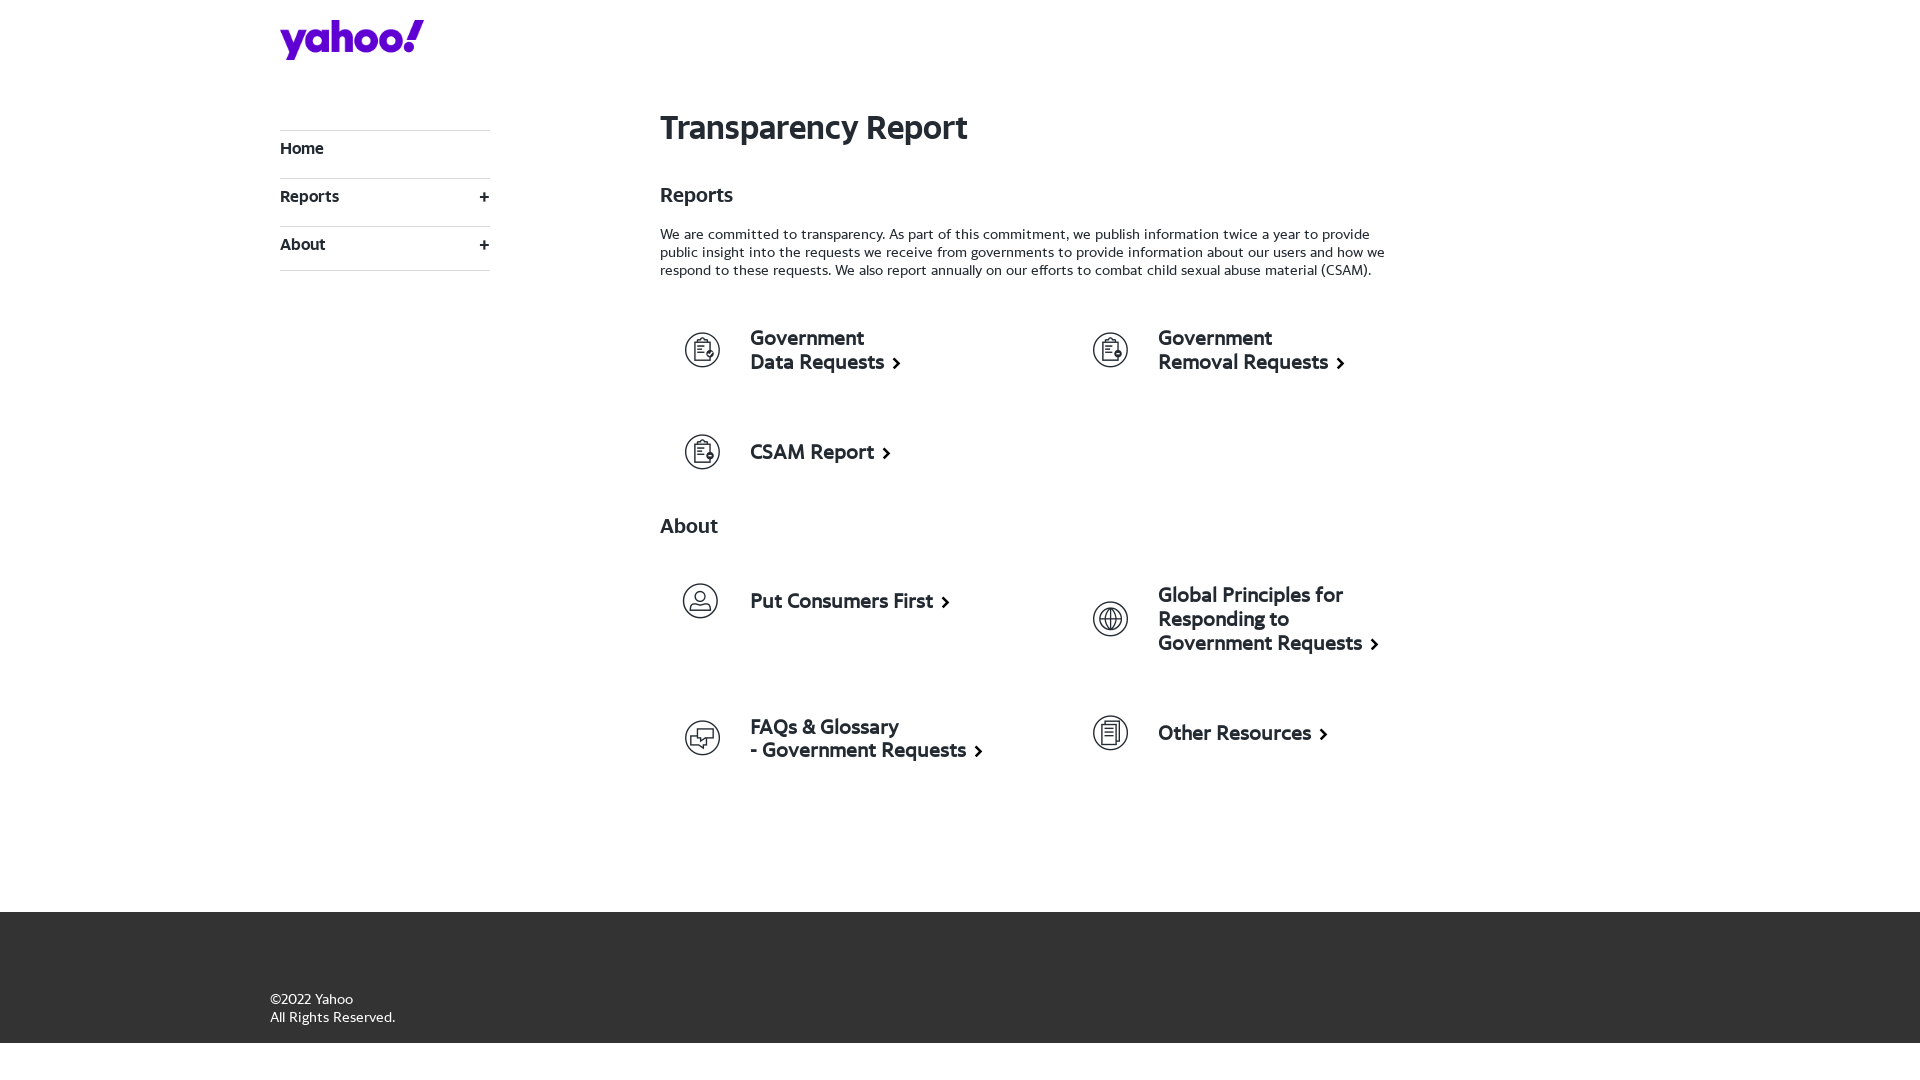 yahoo!
Home
Reports +
About +
Transparency Report
Reports
We are committed to transparency. As part of this commitment, we publish information twice a year to provide
public insight into the requests we receive from governments to provide information about our users and how we
respond to these requests. We also report annually on our efforts to combat child sexual abuse material (CSAM).
Government
Data Requests
Government
Removal Requests
CSAM Report
About
Put Consumers First
Global Principles for
Responding to
Government Requests
FAQs & Glossary
- Government Requests
Other Resources
©2022 Yahoo
All Rights Reserved.